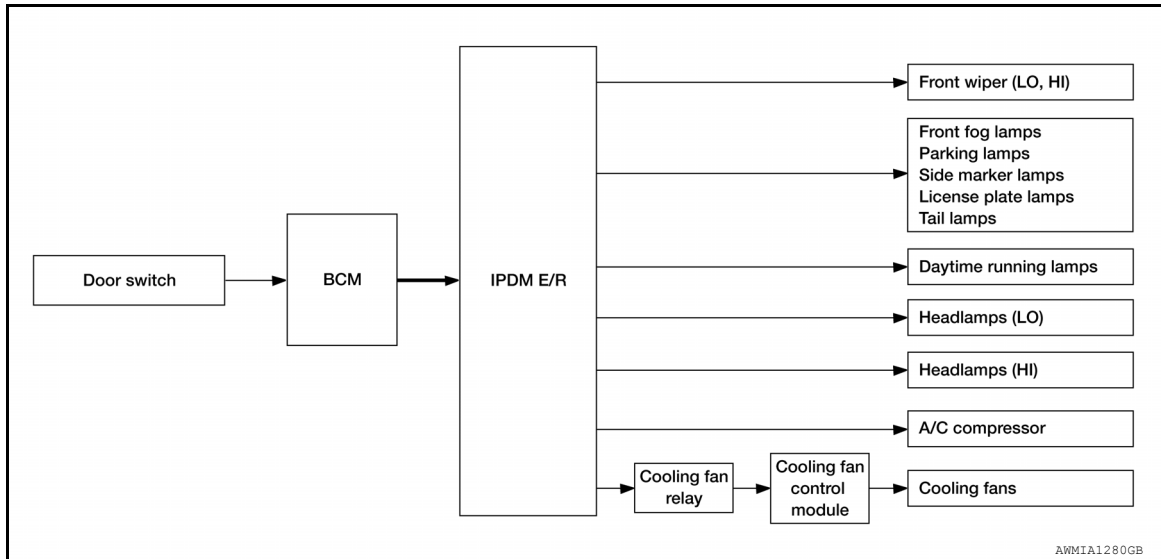 Door switch
BCM
IPDM E/R
Front wiper (LO, HI)
Front fog lamps
Parking lamps
Side marker lamps
License plate lamps
Tail lamps
Daytime running lamps
Headlamps (LO)
Headlamps (HI)
A/C compressor
Cooling fan
relay
Cooling fan
control
module
Cooling fans
AWMIA1280GB